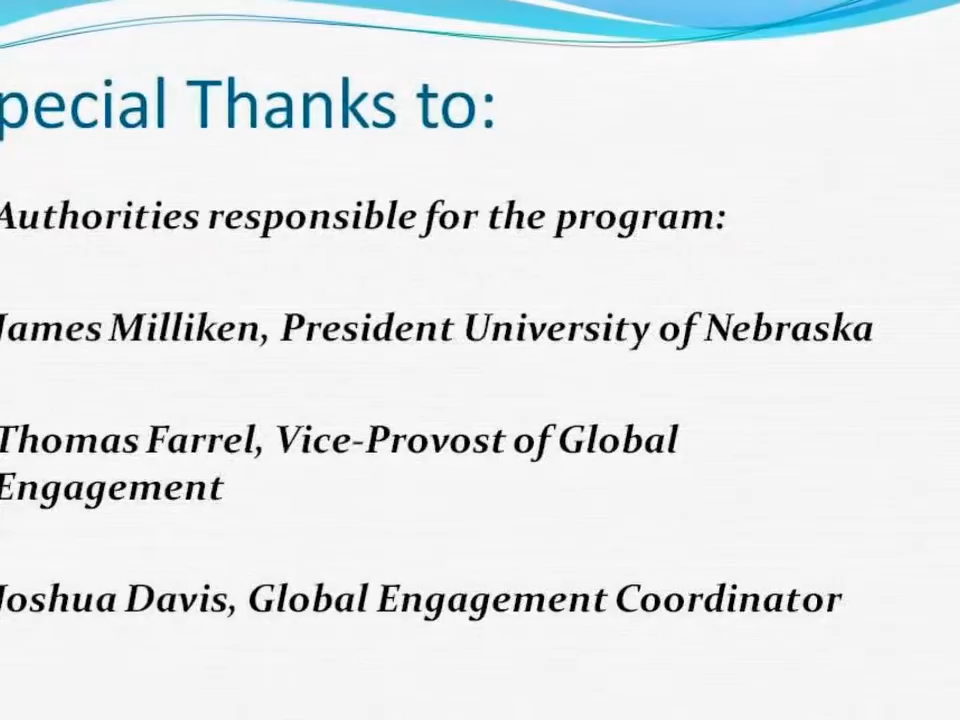 pecial Thanks to:
Authorities responsible for the program:
James Milliken, President University of Nebraska
Thomas Farrel, Vice-Provost of Global
Engagement
Joshua Davis, Global Engagement Coordinator